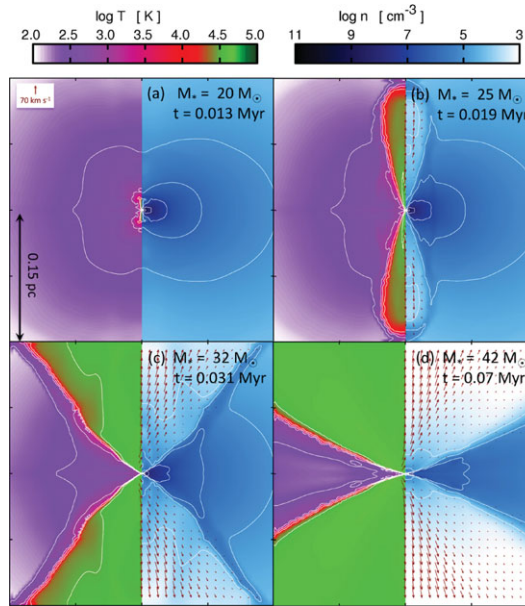 log T [ K ]
log n [ cm⁻³ ]
2.0 2.5 3.0 3.5 4.0 4.5 5.0
11 9 7 5 3
70 km s⁻¹
(a) M* = 20 M☉
t = 0.013 Myr
(b) M* = 25 M☉
t = 0.019 Myr
0.15 pc
(c) M* = 32 M☉
t = 0.031 Myr
(d) M* = 42 M☉
t = 0.07 Myr